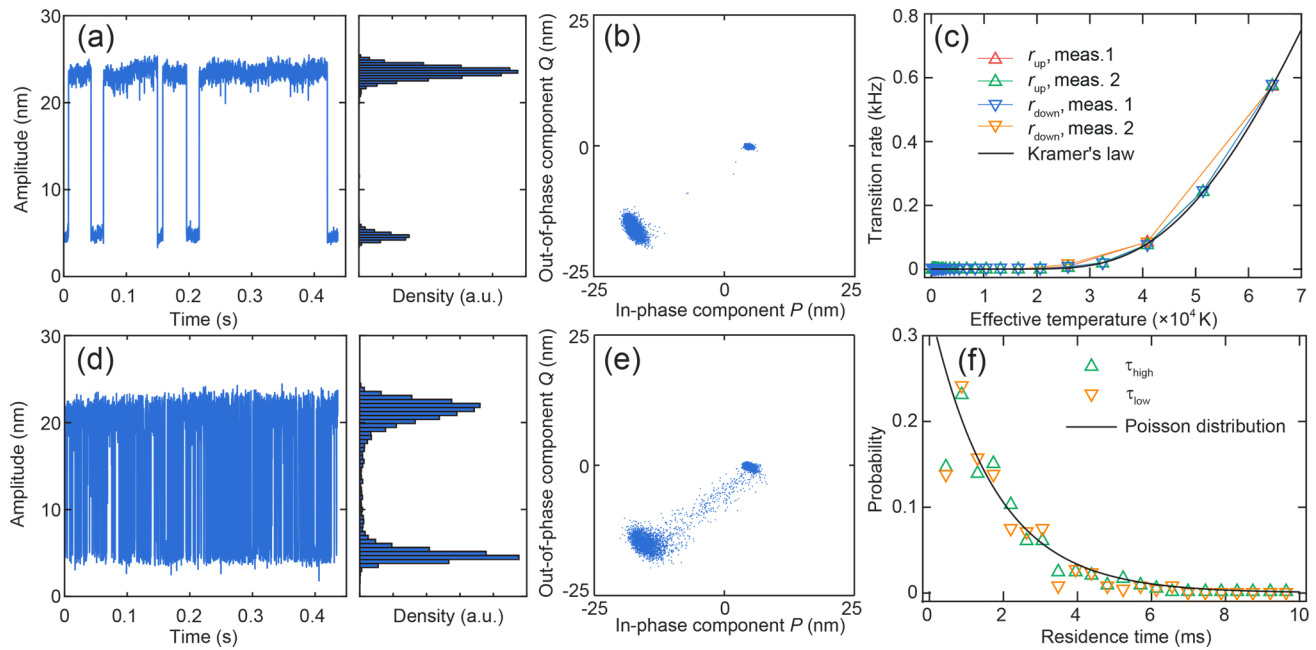 (a)
Amplitude (nm)
30
20
10
0
0 0.1 0.2 0.3 0.4
Time (s)
Density (a.u.)
(b)
Out-of-phase component Q (nm)
25
0
-25
-25 0 25
In-phase component P (nm)
(c)
Transition rate (kHz)
0.8
0.6
0.4
0.2
0
r_up, meas.1
r_up, meas. 2
r_down, meas. 1
r_down, meas. 2
Kramer's law
0 1 2 3 4 5 6 7
Effective temperature (×10⁴ K)
(d)
Amplitude (nm)
30
20
10
0
0 0.1 0.2 0.3 0.4
Time (s)
Density (a.u.)
(e)
Out-of-phase component Q (nm)
25
0
-25
-25 0 25
In-phase component P (nm)
(f)
Probability
0.3
0.2
0.1
0
τ_high
τ_low
Poisson distribution
0 2 4 6 8 10
Residence time (ms)